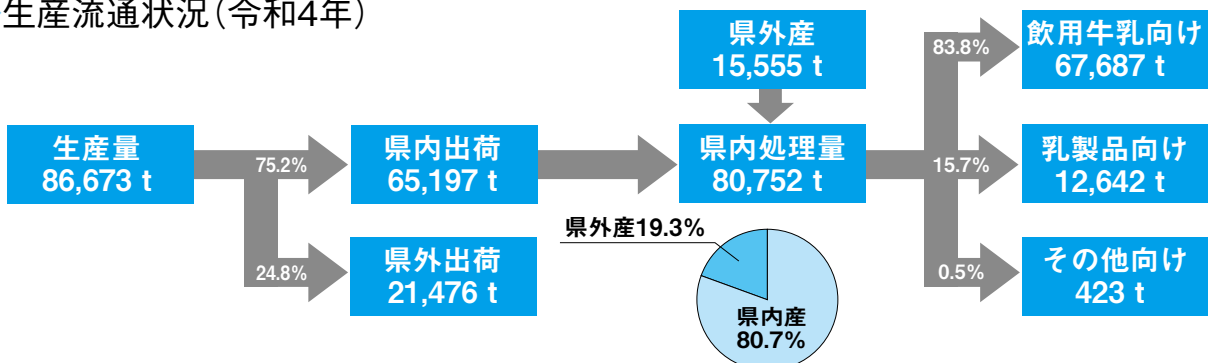 生産流通状況（令和4年）
県外産
15,555 t
83.8%
飲用牛乳向け
67,687 t
生産量
86,673 t
75.2%
県内出荷
65,197 t
県内処理量
80,752 t
15.7%
乳製品向け
12,642 t
県外産19.3%
24.8%
県外出荷
21,476 t
0.5%
その他向け
423 t
県内産
80.7%